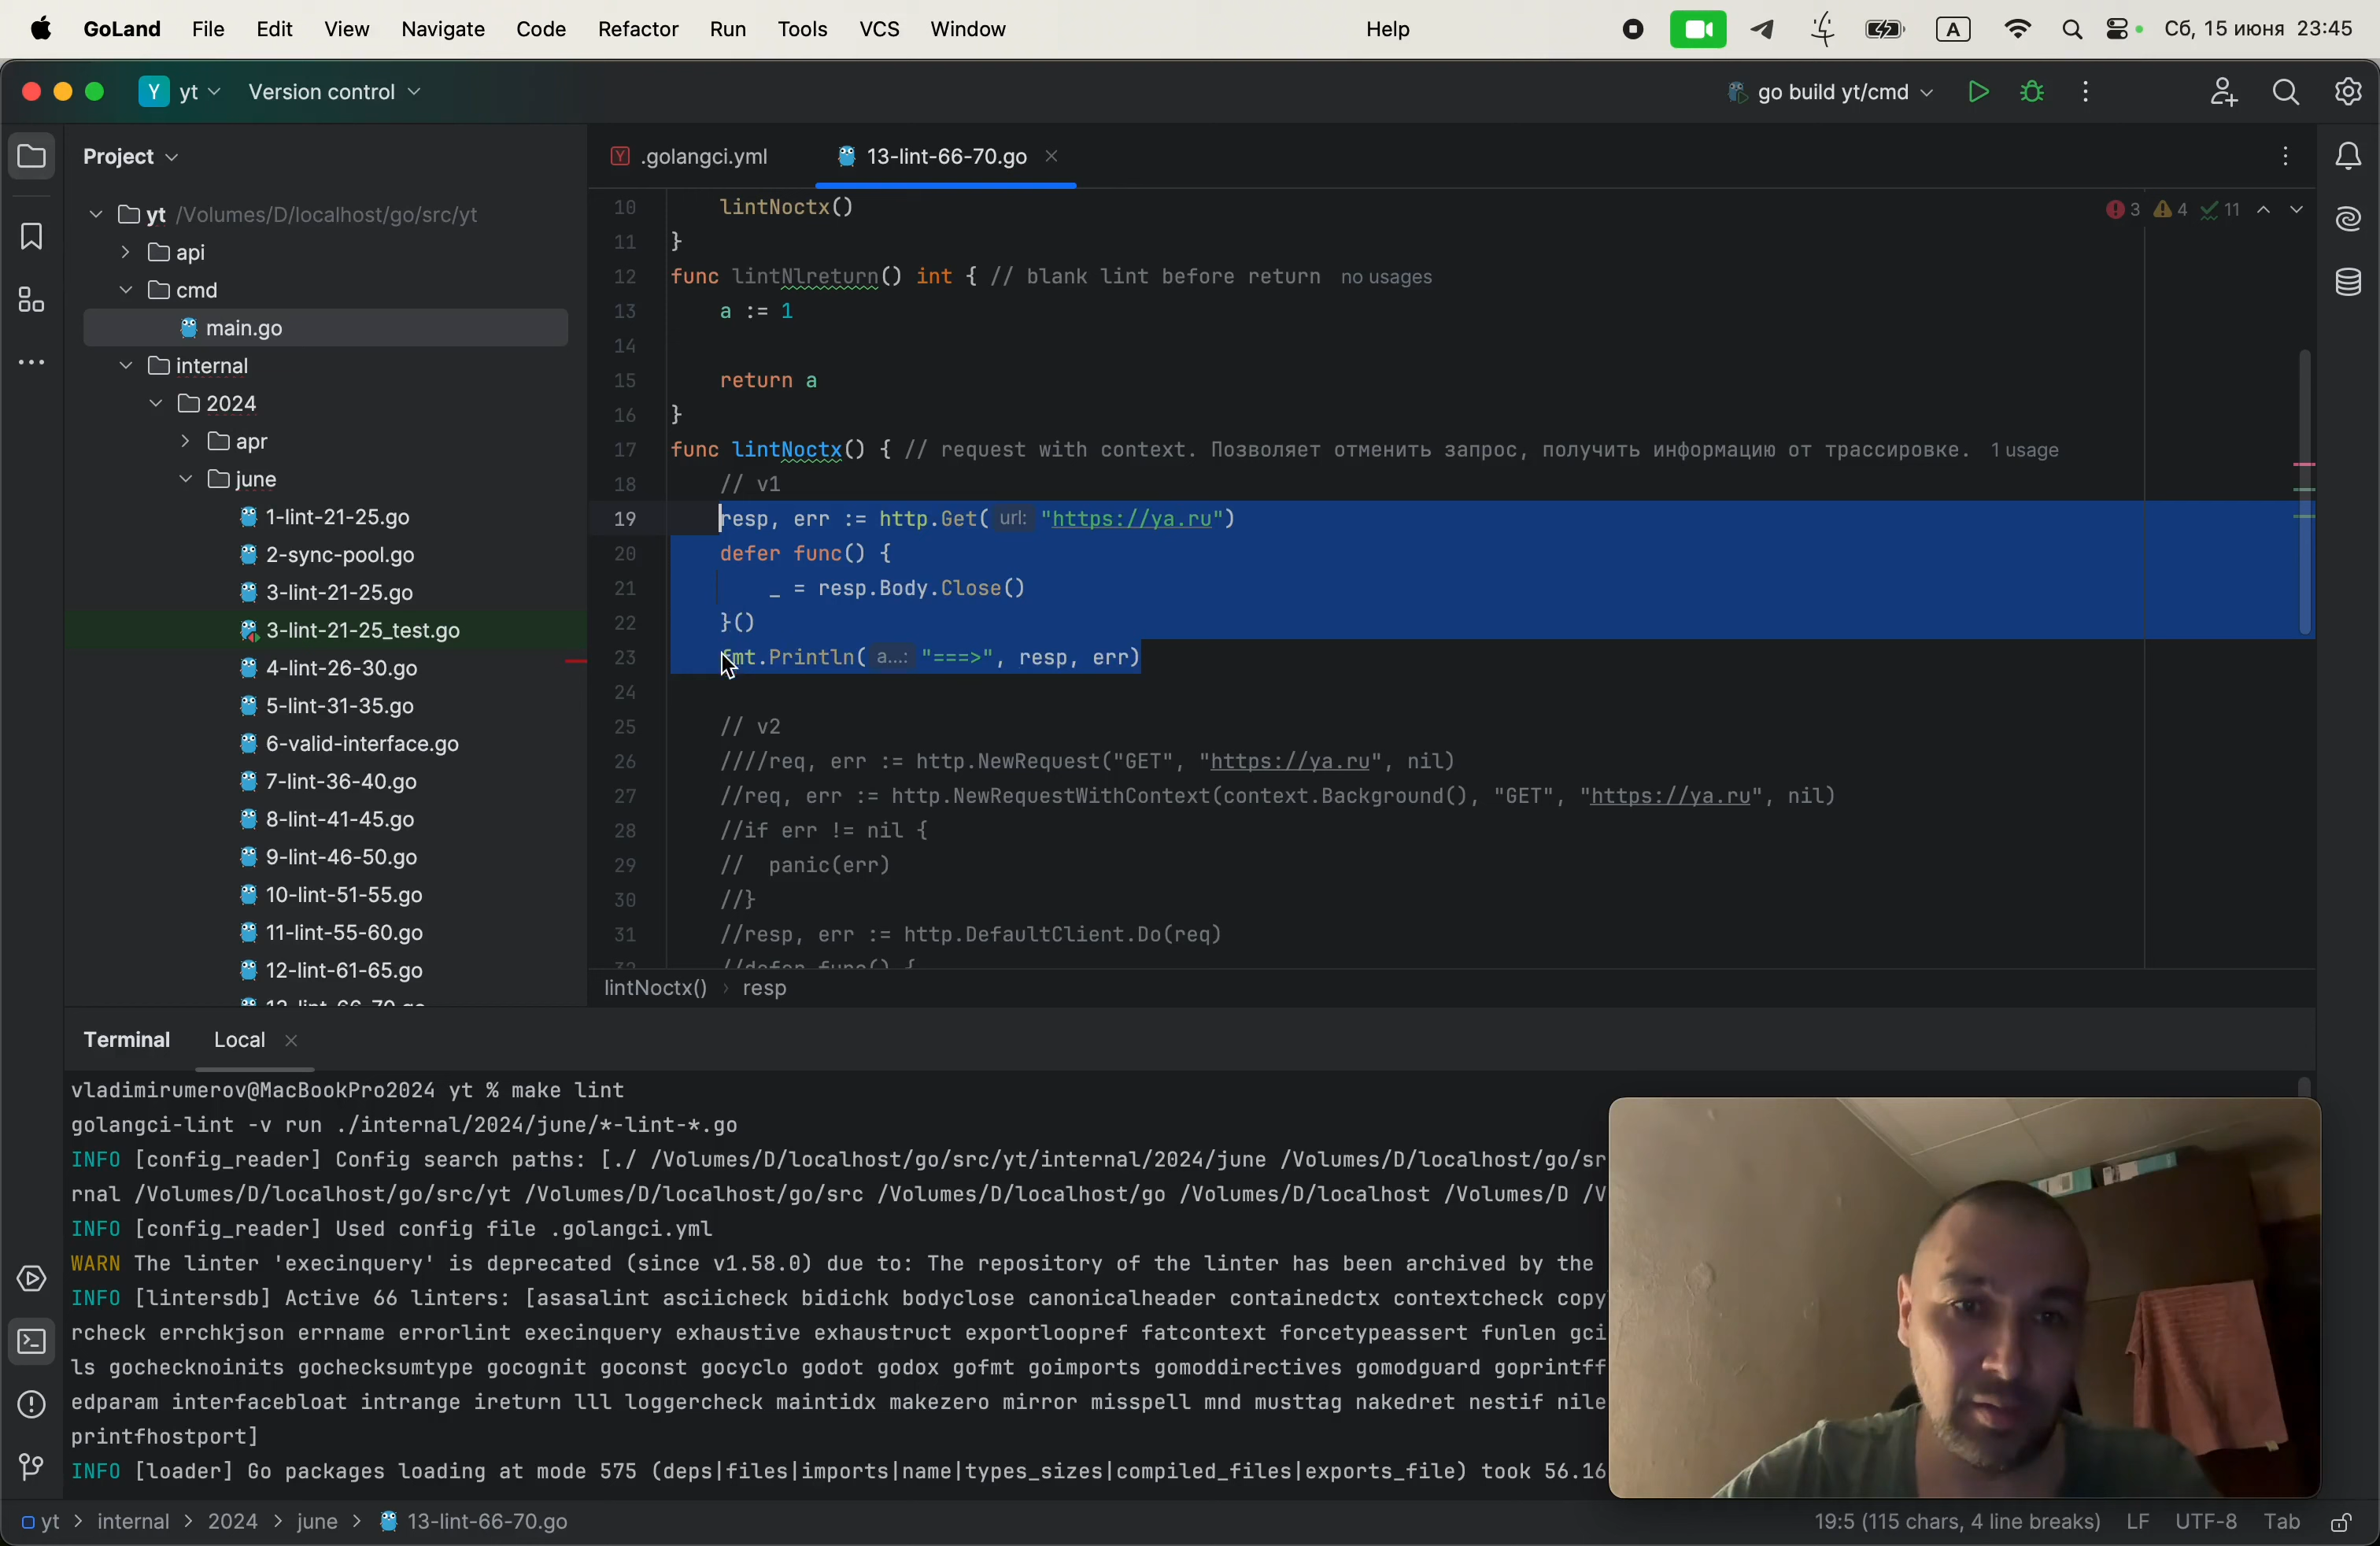 GoLand File Edit View Navigate Code Refactor Run Tools VCS Window Help A Сб, 15 июня 23:45
Y yt Version control go build yt/cmd
Project
yt /Volumes/D/localhost/go/src/yt
api
cmd
main.go
internal
2024
apr
june
1-lint-21-25.go
2-sync-pool.go
3-lint-21-25.go
3-lint-21-25_test.go
4-lint-26-30.go
5-lint-31-35.go
6-valid-interface.go
7-lint-36-40.go
8-lint-41-45.go
9-lint-46-50.go
10-lint-51-55.go
11-lint-55-60.go
12-lint-61-65.go
Y .golangci.yml 13-lint-66-70.go
3 4 11
10 lintNoctx()
11 }
12 func lintNlreturn() int { // blank lint before return no usages
13 a := 1
14
15 return a
16 }
17 func lintNoctx() { // request with context. Позволяет отменить запрос, получить информацию от трассировке. 1 usage
18 // v1
19 resp, err := http.Get( url: "https://ya.ru")
20 defer func() {
21 _ = resp.Body.Close()
22 }()
23 fmt.Println( a...: "===>", resp, err)
24
25 // v2
26 ////req, err := http.NewRequest("GET", "https://ya.ru", nil)
27 //req, err := http.NewRequestWithContext(context.Background(), "GET", "https://ya.ru", nil)
28 //if err != nil {
29 // panic(err)
30 //}
31 //resp, err := http.DefaultClient.Do(req)
lintNoctx() resp
Terminal Local
vladimirumerov@MacBookPro2024 yt % make lint
golangci-lint -v run ./internal/2024/june/*-lint-*.go
INFO [config_reader] Config search paths: [./ /Volumes/D/localhost/go/src/yt/internal/2024/june /Volumes/D/localhost/go/sr
rnal /Volumes/D/localhost/go/src/yt /Volumes/D/localhost/go/src /Volumes/D/localhost/go /Volumes/D/localhost /Volumes/D /V
INFO [config_reader] Used config file .golangci.yml
WARN The linter 'execinquery' is deprecated (since v1.58.0) due to: The repository of the linter has been archived by the
INFO [lintersdb] Active 66 linters: [asasalint asciicheck bidichk bodyclose canonicalheader containedctx contextcheck copy
rcheck errchkjson errname errorlint execinquery exhaustive exhaustruct exportloopref fatcontext forcetypeassert funlen gci
ls gochecknoinits gochecksumtype gocognit goconst gocyclo godot godox gofmt goimports gomoddirectives gomodguard goprintff
edparam interfacebloat intrange ireturn lll loggercheck maintidx makezero mirror misspell mnd musttag nakedret nestif nile
printfhostport]
INFO [loader] Go packages loading at mode 575 (deps|files|imports|name|types_sizes|compiled_files|exports_file) took 56.16
yt internal 2024 june 13-lint-66-70.go 19:5 (115 chars, 4 line breaks) LF UTF-8 Tab